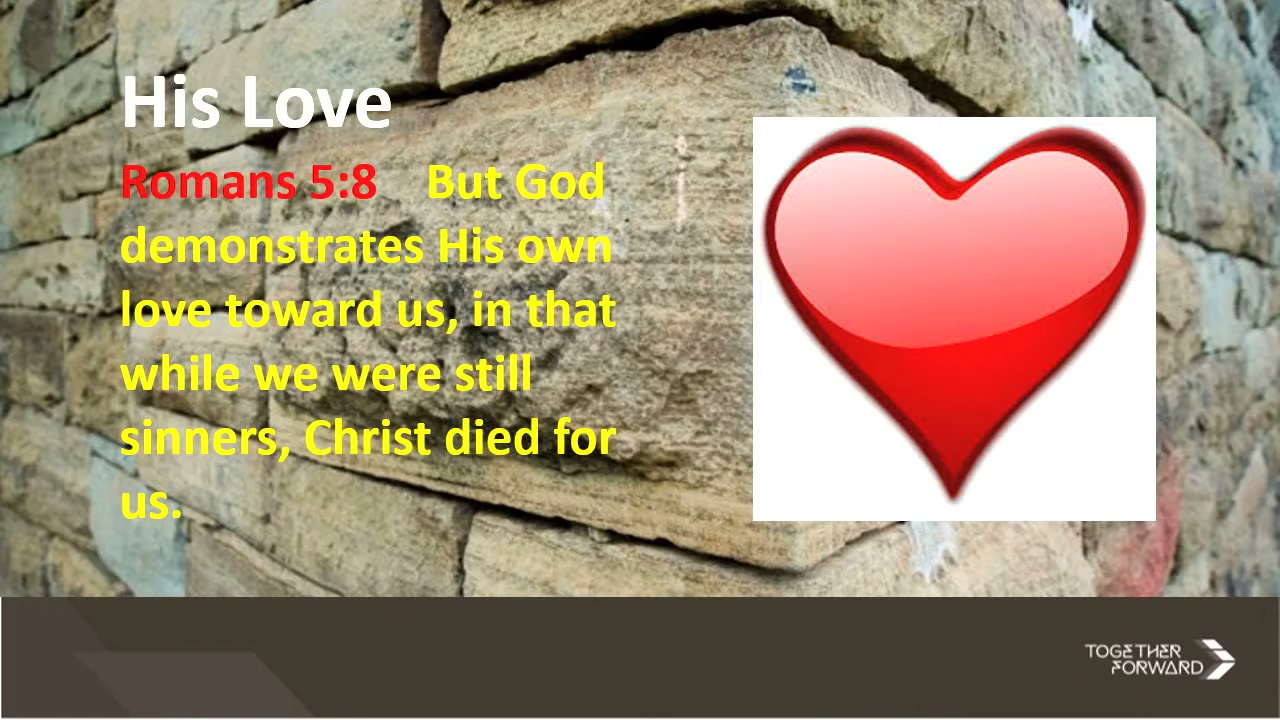 His Love
Romans 5:8 But God
demonstrates His own
love toward us, in that
while we were still
sinners, Christ died for
us.
TOGETHER
FORWARD